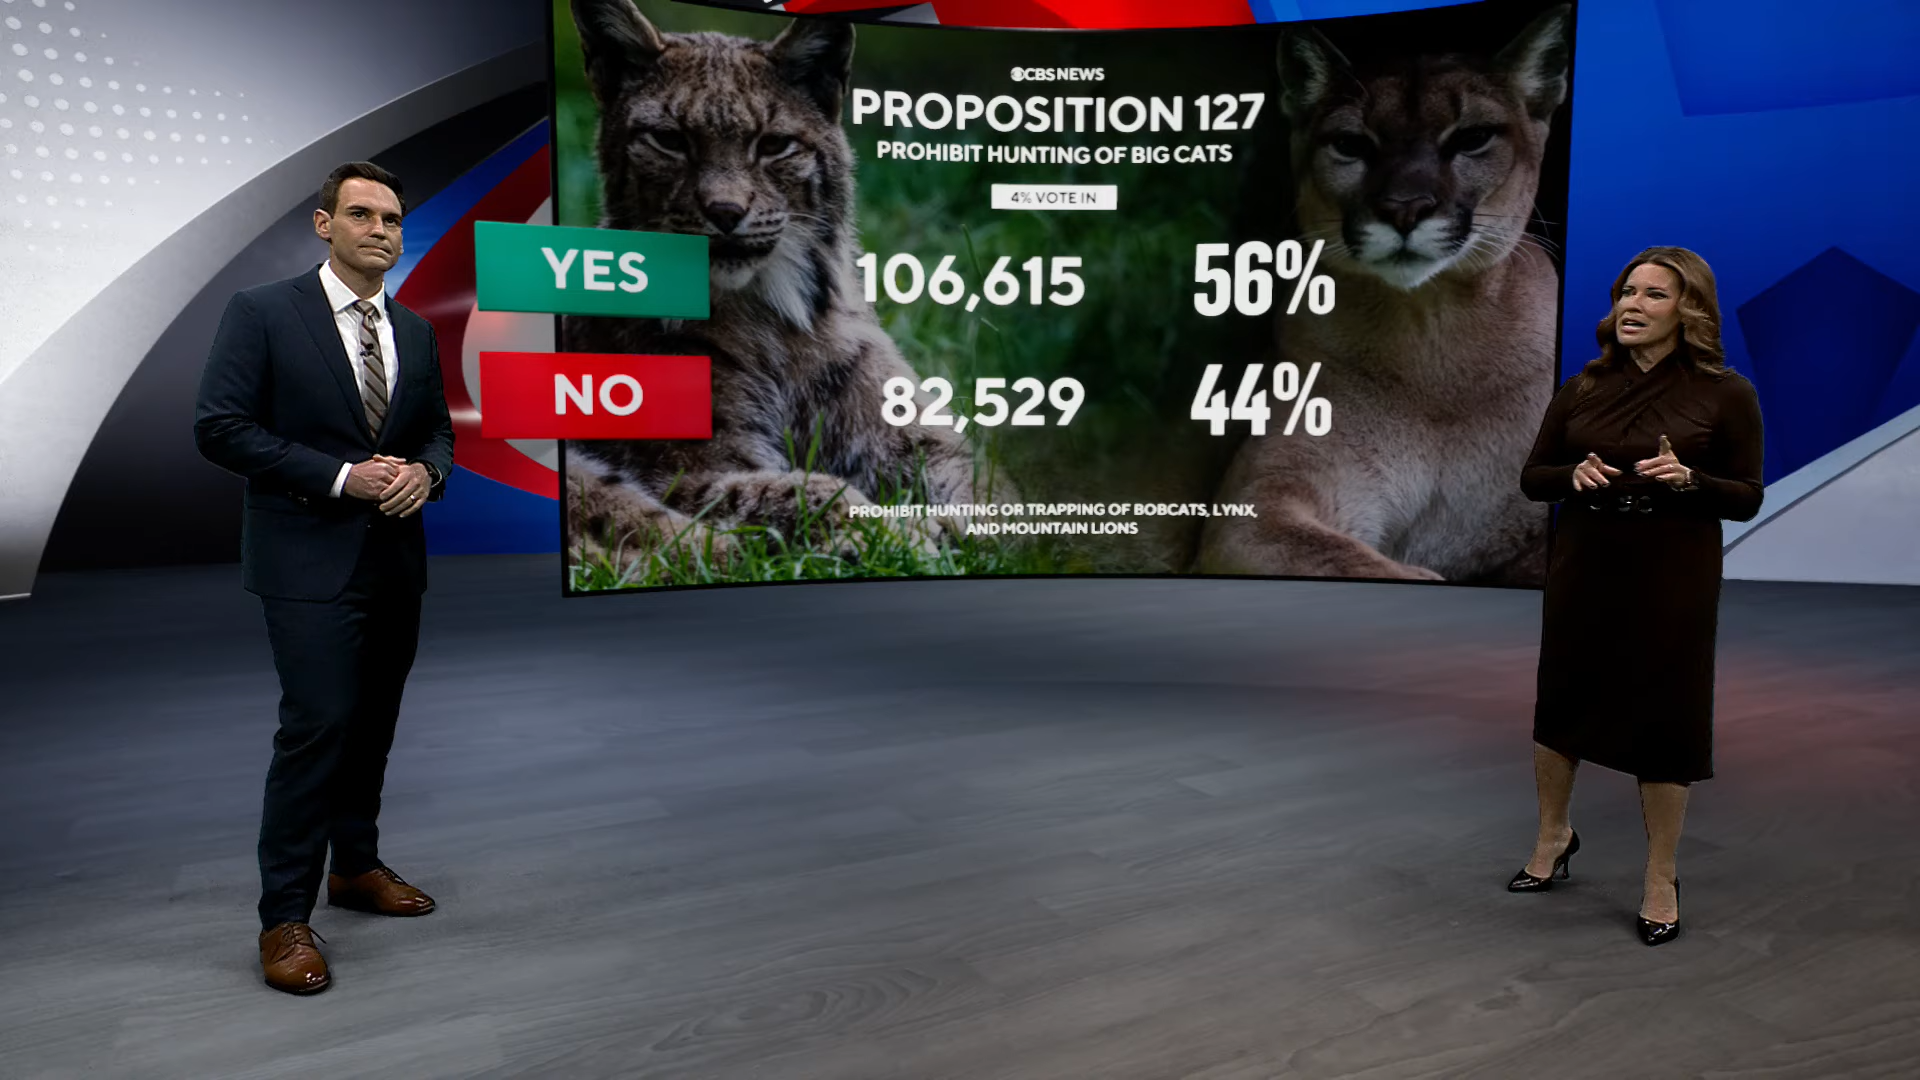 CBS NEWS
PROPOSITION 127
PROHIBIT HUNTING OF BIG CATS
4% VOTE IN
YES 106,615 56%
NO 82,529 44%
PROHIBIT HUNTING OR TRAPPING OF BOBCATS, LYNX,
AND MOUNTAIN LIONS